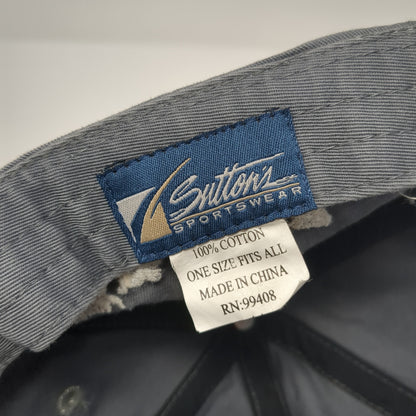 Sutton's
SPORTSWEAR
100% COTTON
ONE SIZE FITS ALL
MADE IN CHINA
RN:99408